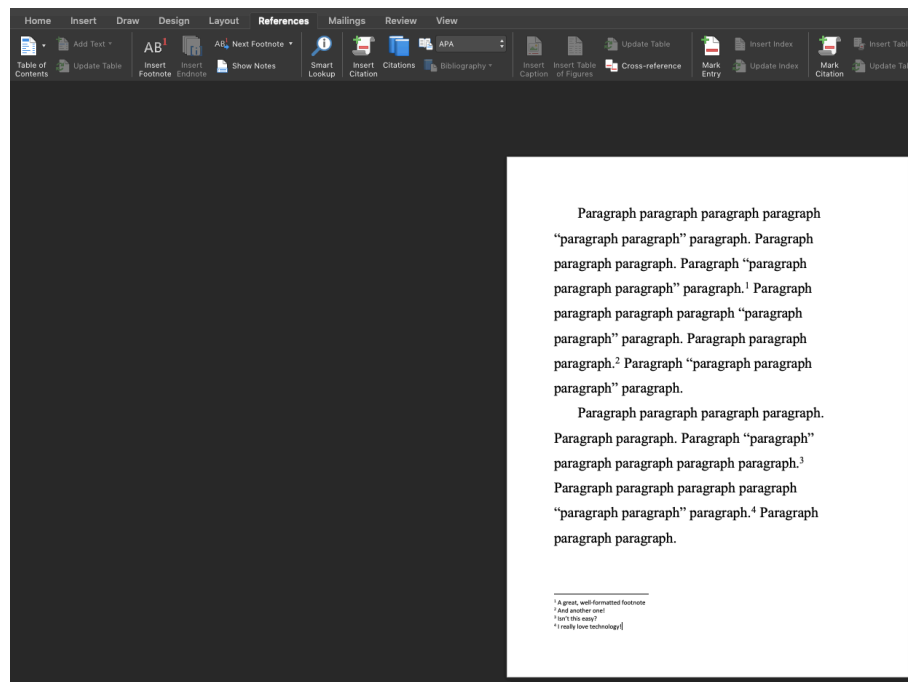 Home Insert Draw Design Layout References Mailings Review View
Add Text AB1 AB1 Next Footnote APA Update Table Insert Index Insert Tabl
Table of Contents Update Table Insert Footnote Insert Endnote Show Notes Smart Lookup Insert Citation Citations Bibliography Insert Caption Insert Table of Figures Cross-reference Mark Entry Update Index Mark Citation Update Tal
Paragraph paragraph paragraph paragraph
“paragraph paragraph” paragraph. Paragraph
paragraph paragraph. Paragraph “paragraph
paragraph paragraph” paragraph.1 Paragraph
paragraph paragraph paragraph “paragraph
paragraph” paragraph. Paragraph paragraph
paragraph.2 Paragraph “paragraph paragraph
paragraph” paragraph.
Paragraph paragraph paragraph paragraph.
Paragraph paragraph. Paragraph “paragraph”
paragraph paragraph paragraph paragraph.3
Paragraph paragraph paragraph paragraph
“paragraph paragraph” paragraph.4 Paragraph
paragraph paragraph.
1 A great, well-formatted footnote
2 And another one!
3 Isn't this easy?
4 I really love technology!